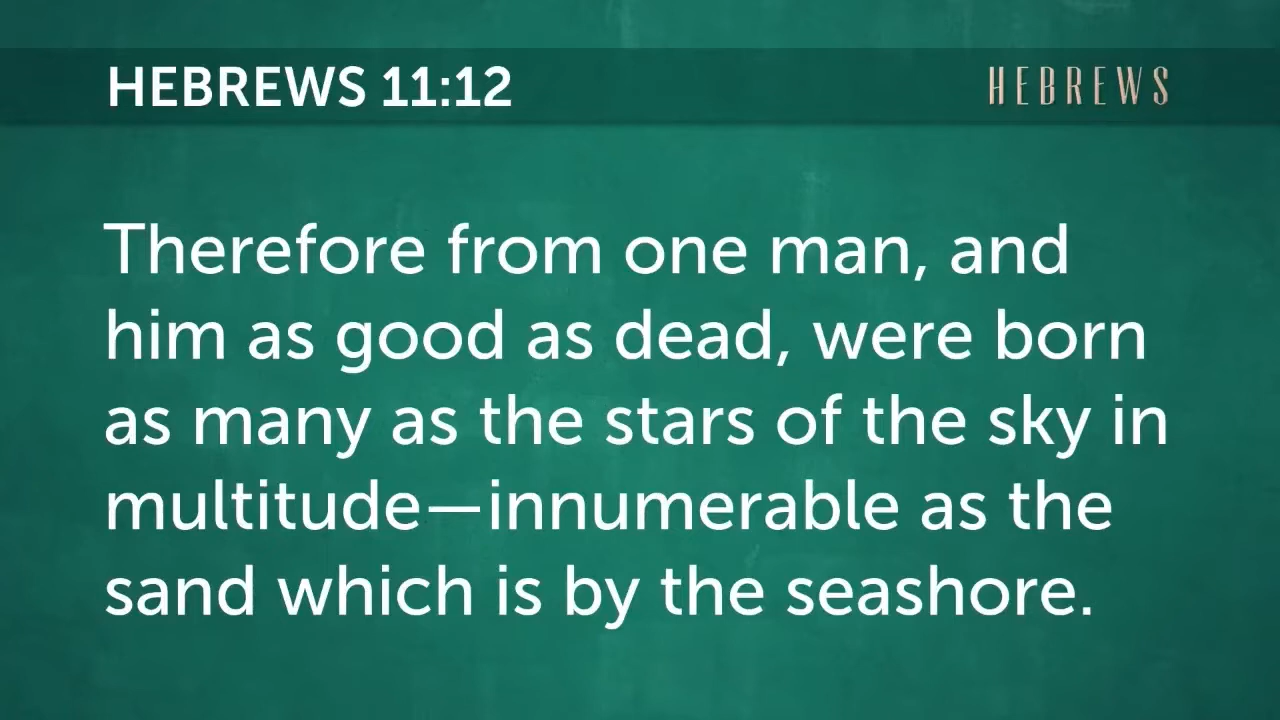 HEBREWS 11:12
HEBREWS
Therefore from one man, and
him as good as dead, were born
as many as the stars of the sky in
multitude—innumerable as the
sand which is by the seashore.